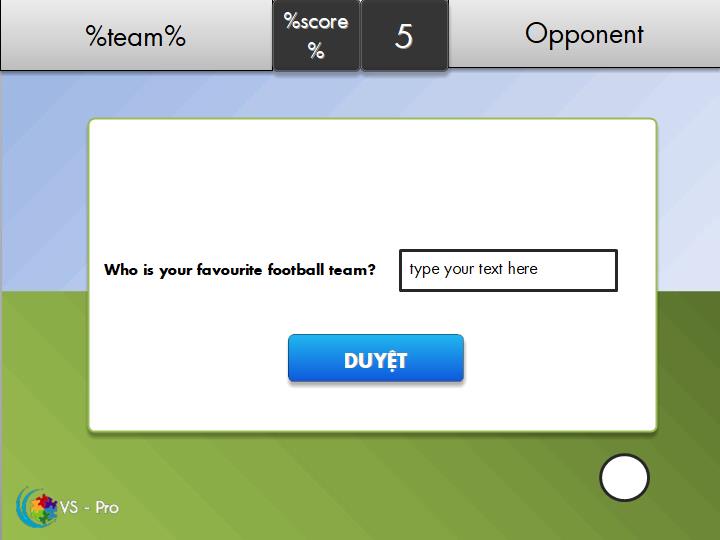 %team%
%score
%
5
Opponent
Who is your favourite football team?
type your text here
DUYỆT
VS - Pro